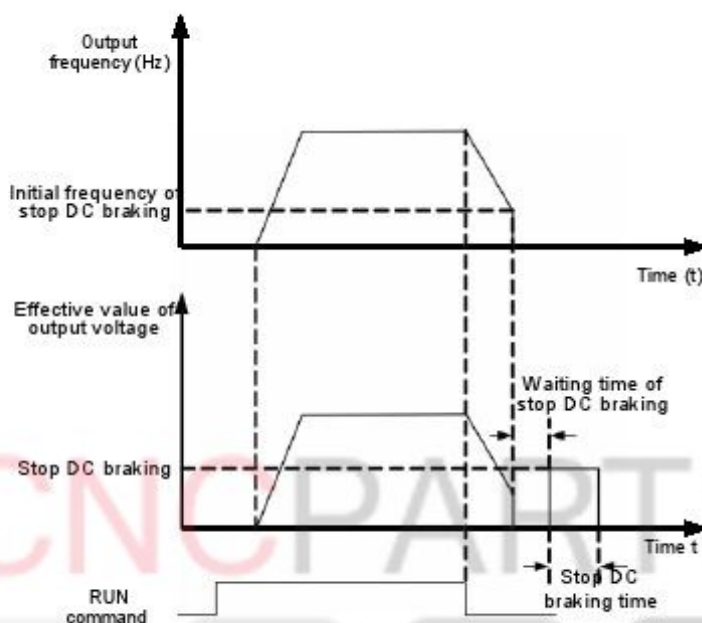 Output
frequency (Hz)
Initial frequency of
stop DC braking
Time (t)
Effective value of
output voltage
Waiting time of
stop DC braking
Stop DC braking
CNCPART
Time t
Stop DC
braking time
RUN
command